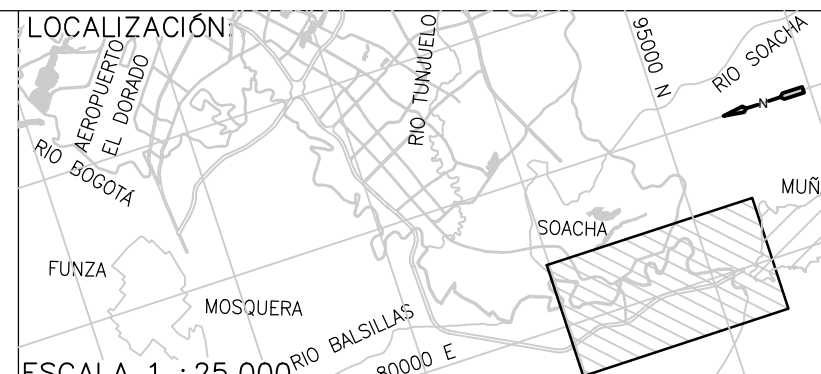 LOCALIZACIÓN:
AEROPUERTO
EL DORADO
RIO TUNJUELO
95000 N
RIO SOACHA
N
RIO BOGOTÁ
MUÑ
SOACHA
FUNZA
MOSQUERA
RIO BALSILLAS
80000 E
ESCALA 1 : 25.000